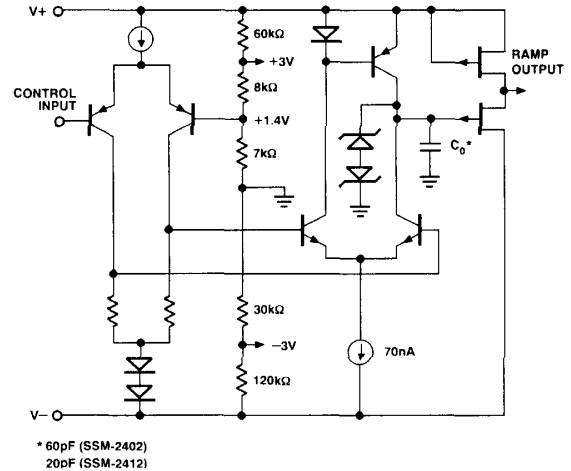 V+
60kΩ
+3V
RAMP
OUTPUT
8kΩ
CONTROL
INPUT
+1.4V
C₀*
7kΩ
30kΩ
−3V
70nA
120kΩ
V−
* 60pF (SSM-2402)
20pF (SSM-2412)